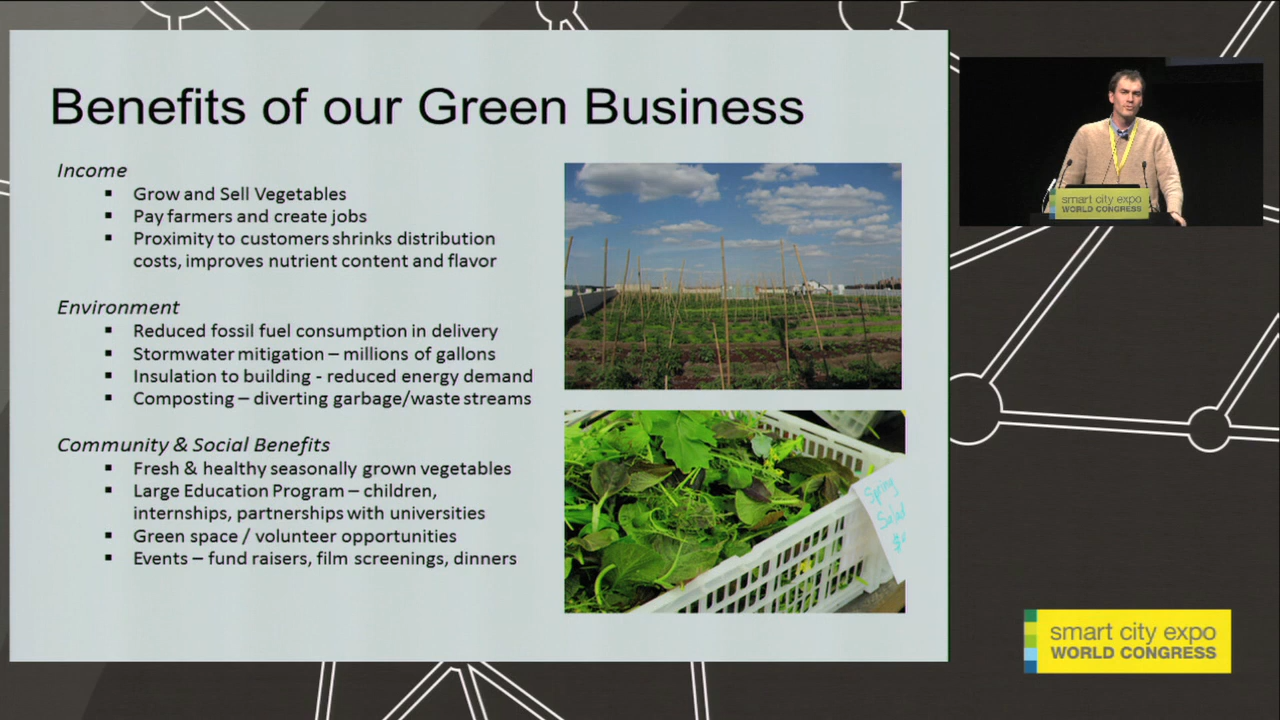 Benefits of our Green Business
Income
▪ Grow and Sell Vegetables
▪ Pay farmers and create jobs
▪ Proximity to customers shrinks distribution
costs, improves nutrient content and flavor
Environment
▪ Reduced fossil fuel consumption in delivery
▪ Stormwater mitigation – millions of gallons
▪ Insulation to building - reduced energy demand
▪ Composting – diverting garbage/waste streams
Community & Social Benefits
▪ Fresh & healthy seasonally grown vegetables
▪ Large Education Program – children,
internships, partnerships with universities
▪ Green space / volunteer opportunities
▪ Events – fund raisers, film screenings, dinners
Spring
Salad
smart city expo
WORLD CONGRESS
smart city expo
WORLD CONGRESS